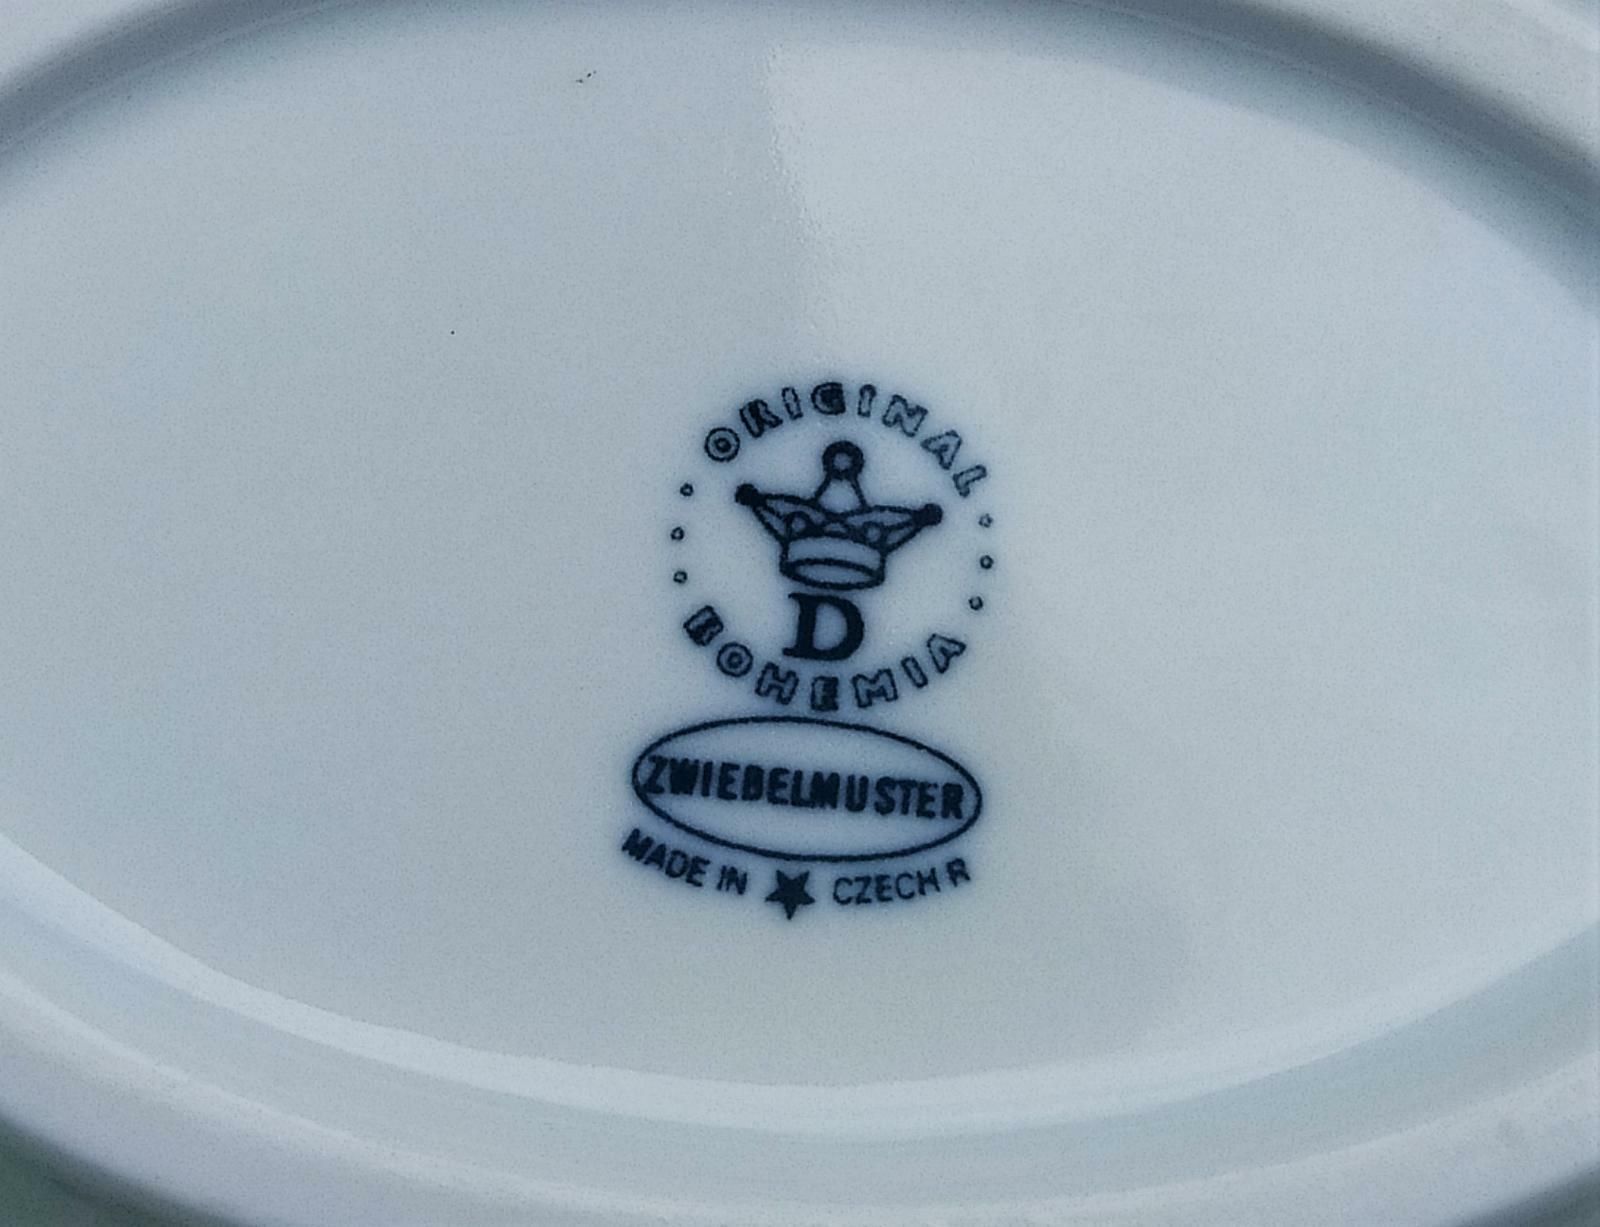 ORIGINAL
D
BOHEMIA
ZWIEBELMUSTER
MADE IN ★ CZECH R